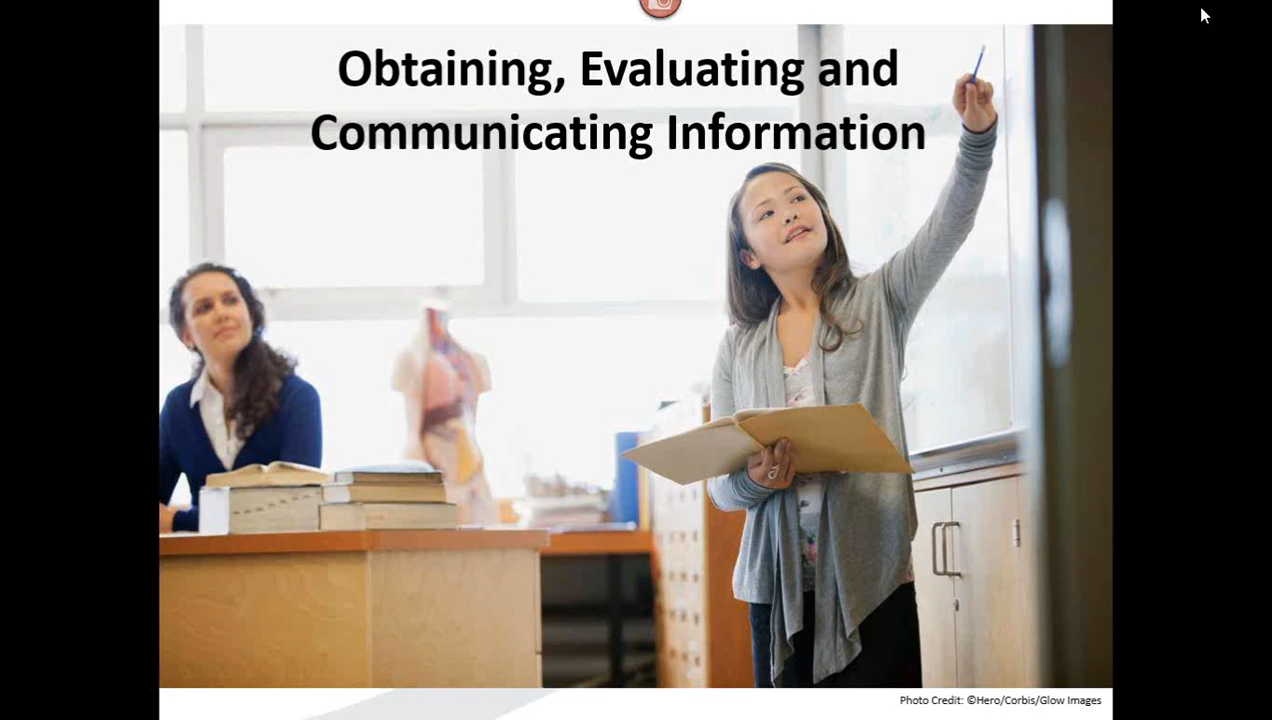 Obtaining, Evaluating and
Communicating Information
Photo Credit: ©Hero/Corbis/Glow Images